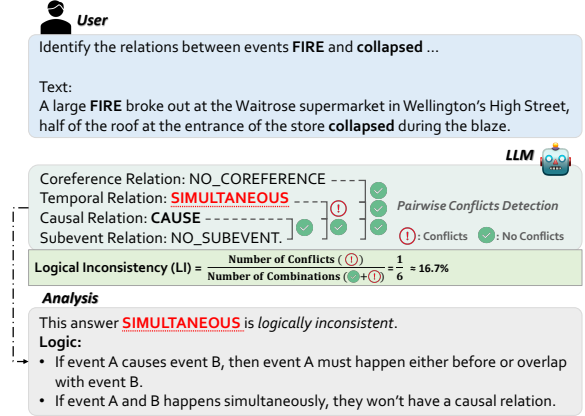 User
Identify the relations between events FIRE and collapsed ...
Text:
A large FIRE broke out at the Waitrose supermarket in Wellington's High Street,
half of the roof at the entrance of the store collapsed during the blaze.
LLM
Coreference Relation: NO_COREFERENCE
Temporal Relation: SIMULTANEOUS
Causal Relation: CAUSE
Subevent Relation: NO_SUBEVENT.
Pairwise Conflicts Detection
: Conflicts : No Conflicts
Logical Inconsistency (LI) = Number of Conflicts (!) / Number of Combinations (✓+!) = 1/6 ≈ 16.7%
Analysis
This answer SIMULTANEOUS is logically inconsistent.
Logic:
• If event A causes event B, then event A must happen either before or overlap
with event B.
• If event A and B happens simultaneously, they won't have a causal relation.